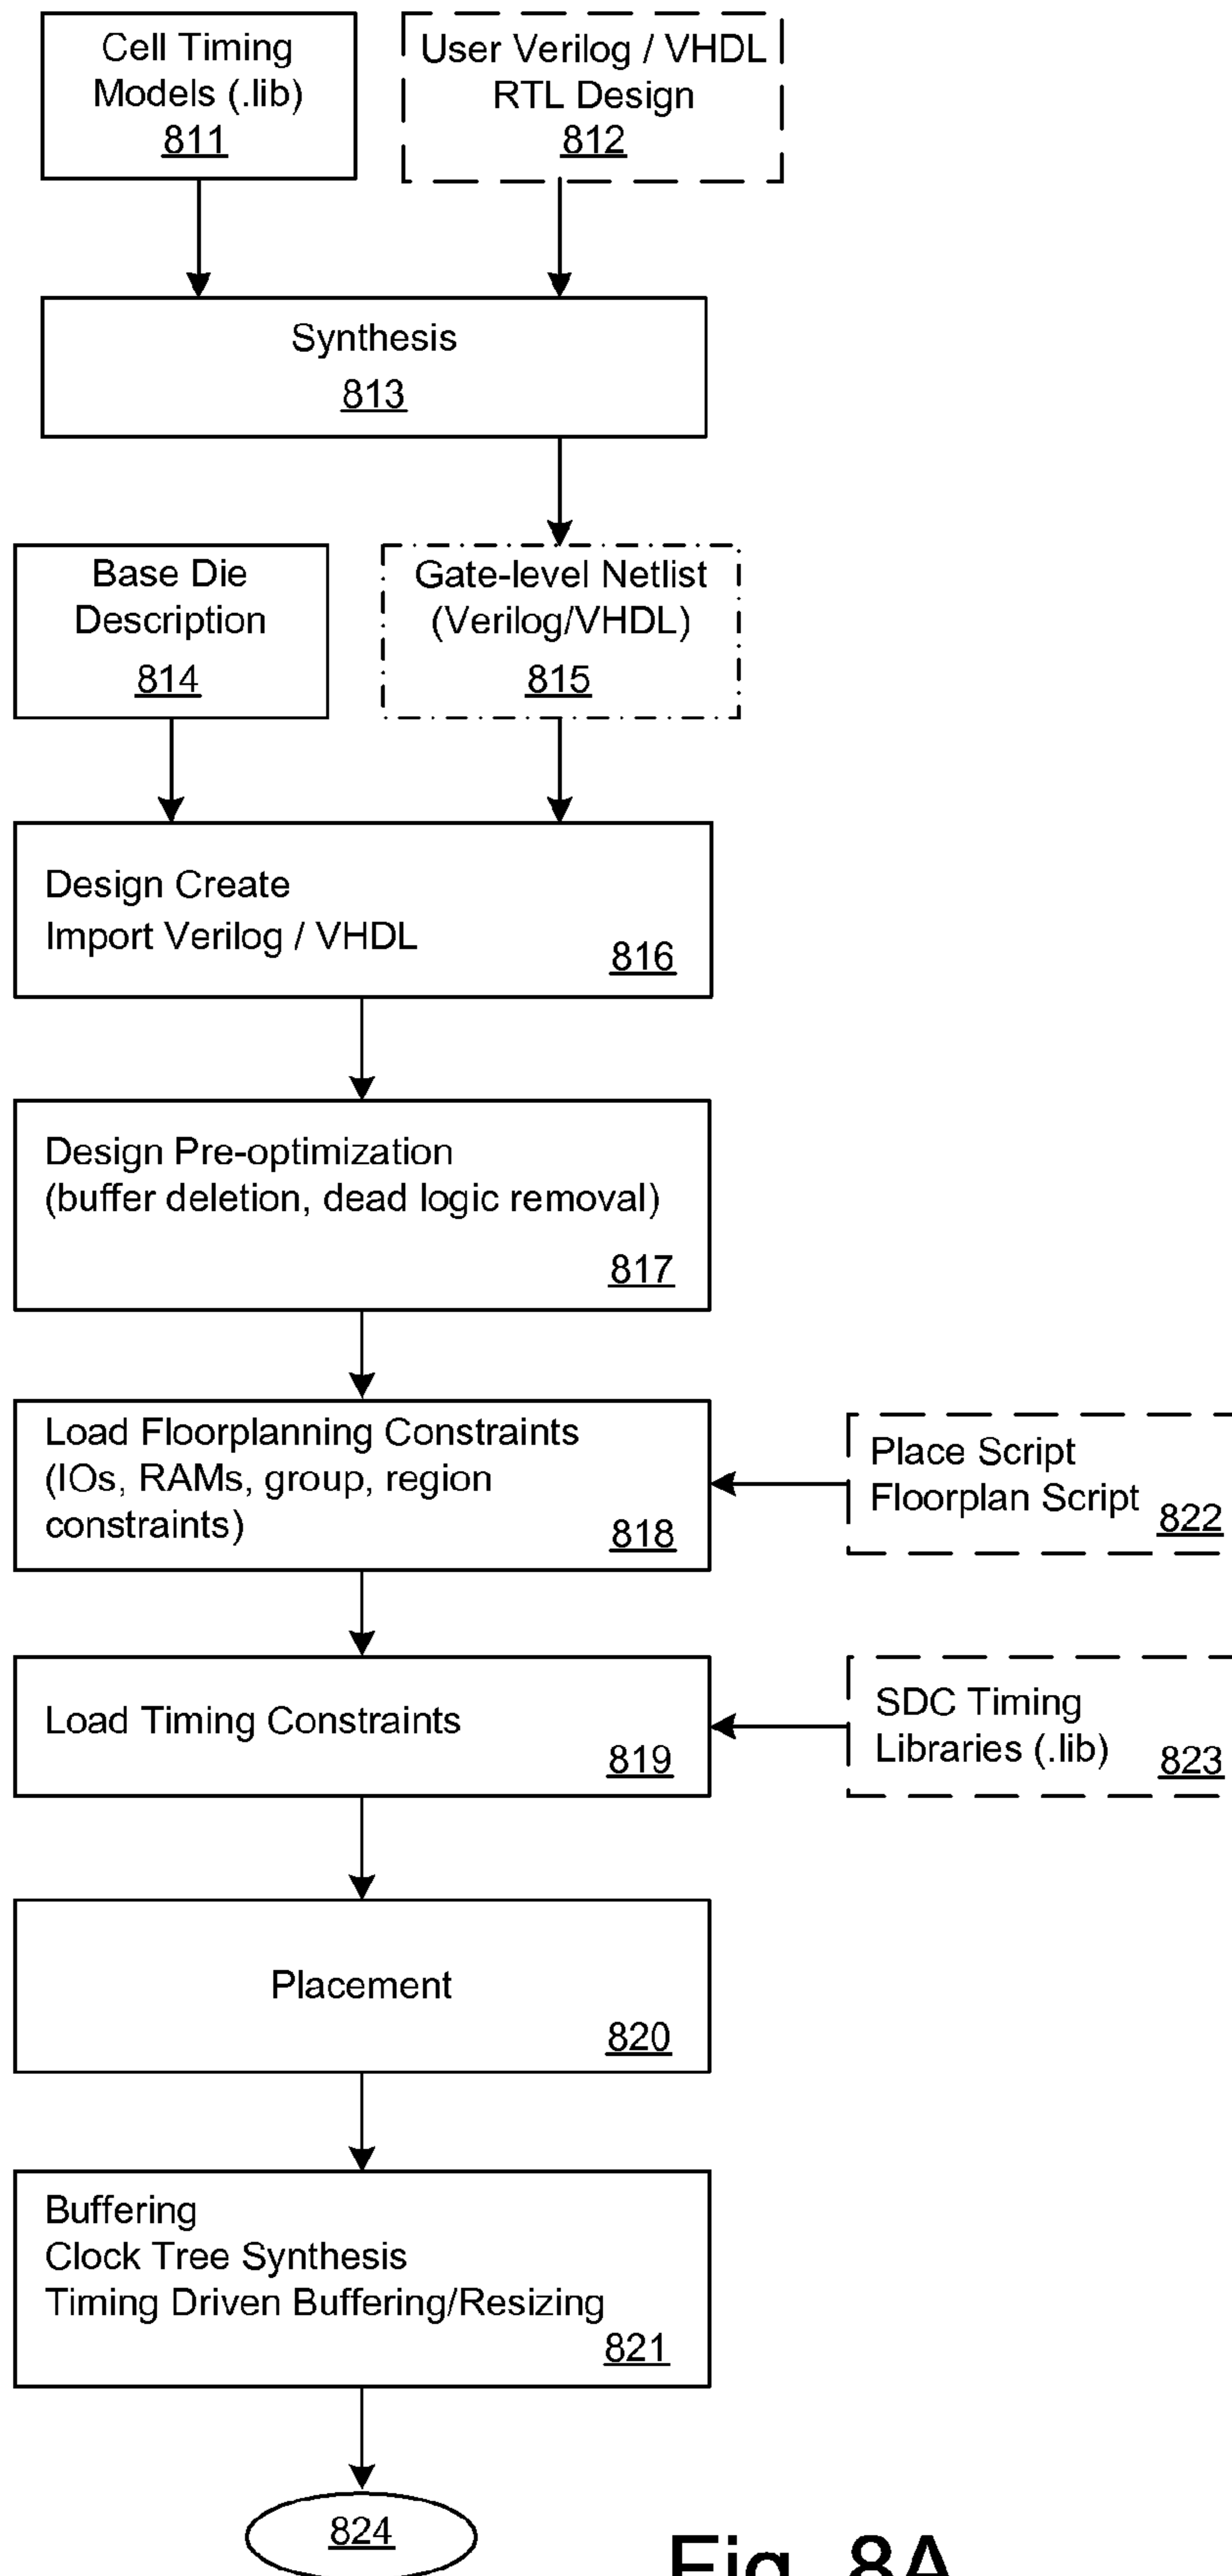 Cell Timing
Models (.lib)
811
User Verilog / VHDL
RTL Design
812
Synthesis
813
Base Die
Description
814
Gate-level Netlist
(Verilog/VHDL)
815
Design Create
Import Verilog / VHDL
816
Design Pre-optimization
(buffer deletion, dead logic removal)
817
Load Floorplanning Constraints
(IOs, RAMs, group, region
constraints)
818
Place Script
Floorplan Script
822
Load Timing Constraints
819
SDC Timing
Libraries (.lib)
823
Placement
820
Buffering
Clock Tree Synthesis
Timing Driven Buffering/Resizing
821
824
Fig. 8A